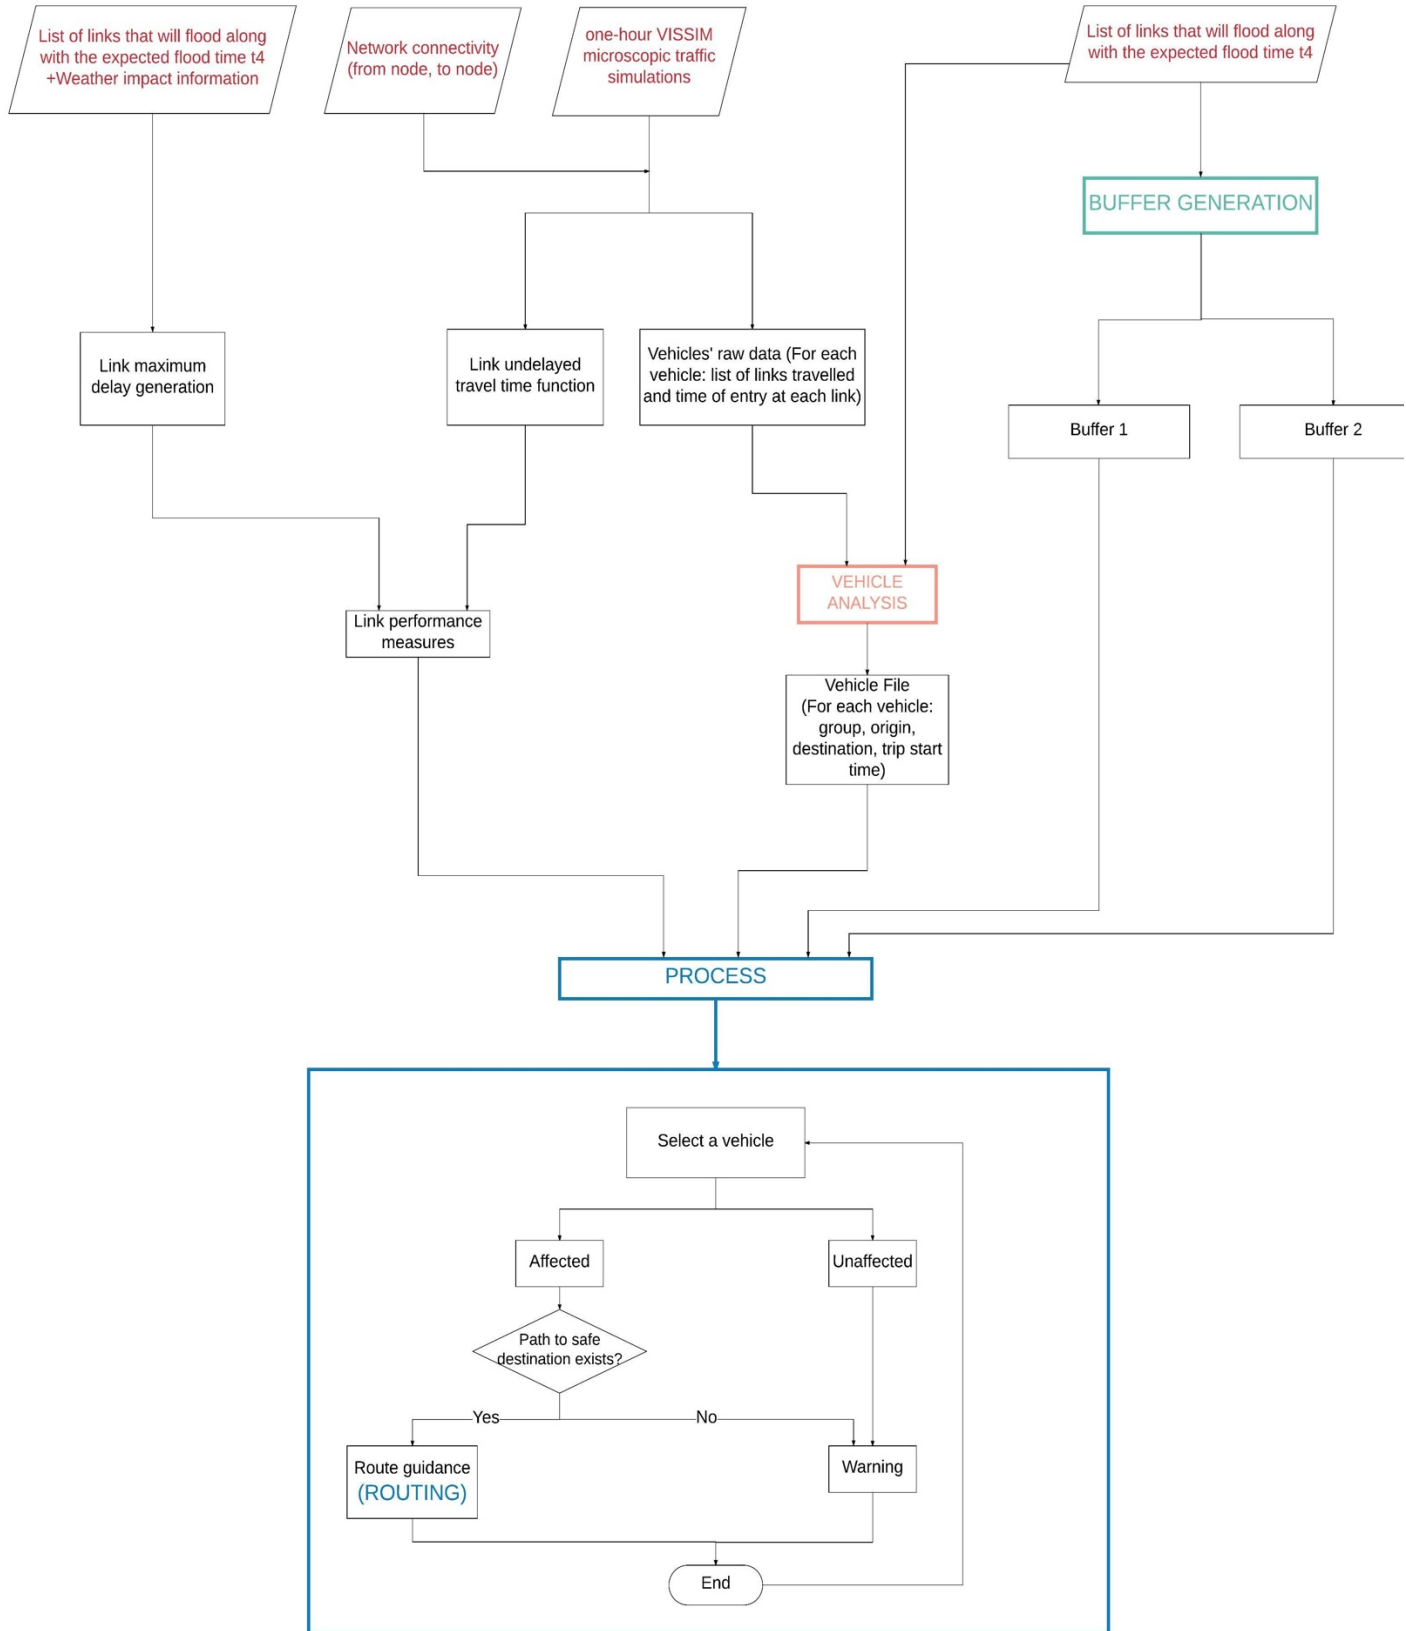 List of links that will flood along
with the expected flood time t4
+Weather impact information
Network connectivity
(from node, to node)
one-hour VISSIM
microscopic traffic
simulations
List of links that will flood along
with the expected flood time t4
BUFFER GENERATION
Link maximum
delay generation
Link undelayed
travel time function
Vehicles' raw data (For each
vehicle: list of links travelled
and time of entry at each link)
Buffer 1
Buffer 2
VEHICLE
ANALYSIS
Link performance
measures
Vehicle File
(For each vehicle:
group, origin,
destination, trip start
time)
PROCESS
Select a vehicle
Affected
Unaffected
Path to safe
destination exists?
Yes
No
Route guidance
(ROUTING)
Warning
End